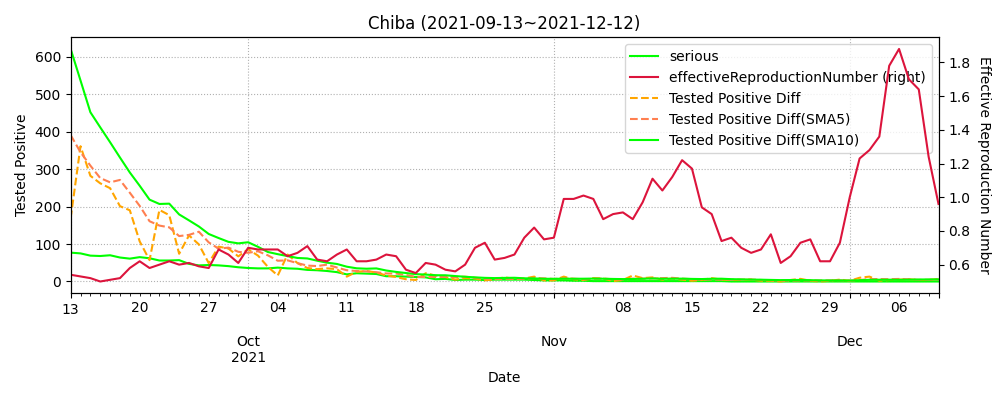 Chiba (2021-09-13~2021-12-12)
serious
effectiveReproductionNumber (right)
Tested Positive Diff
Tested Positive Diff(SMA5)
Tested Positive Diff(SMA10)
Tested Positive
600
500
400
300
200
100
0
1.8
1.6
1.4
1.2
1.0
0.8
0.6
Effective Reproduction Number
13 20 27 04 11 18 25 08 15 22 29 06
Oct Nov Dec
2021
Date